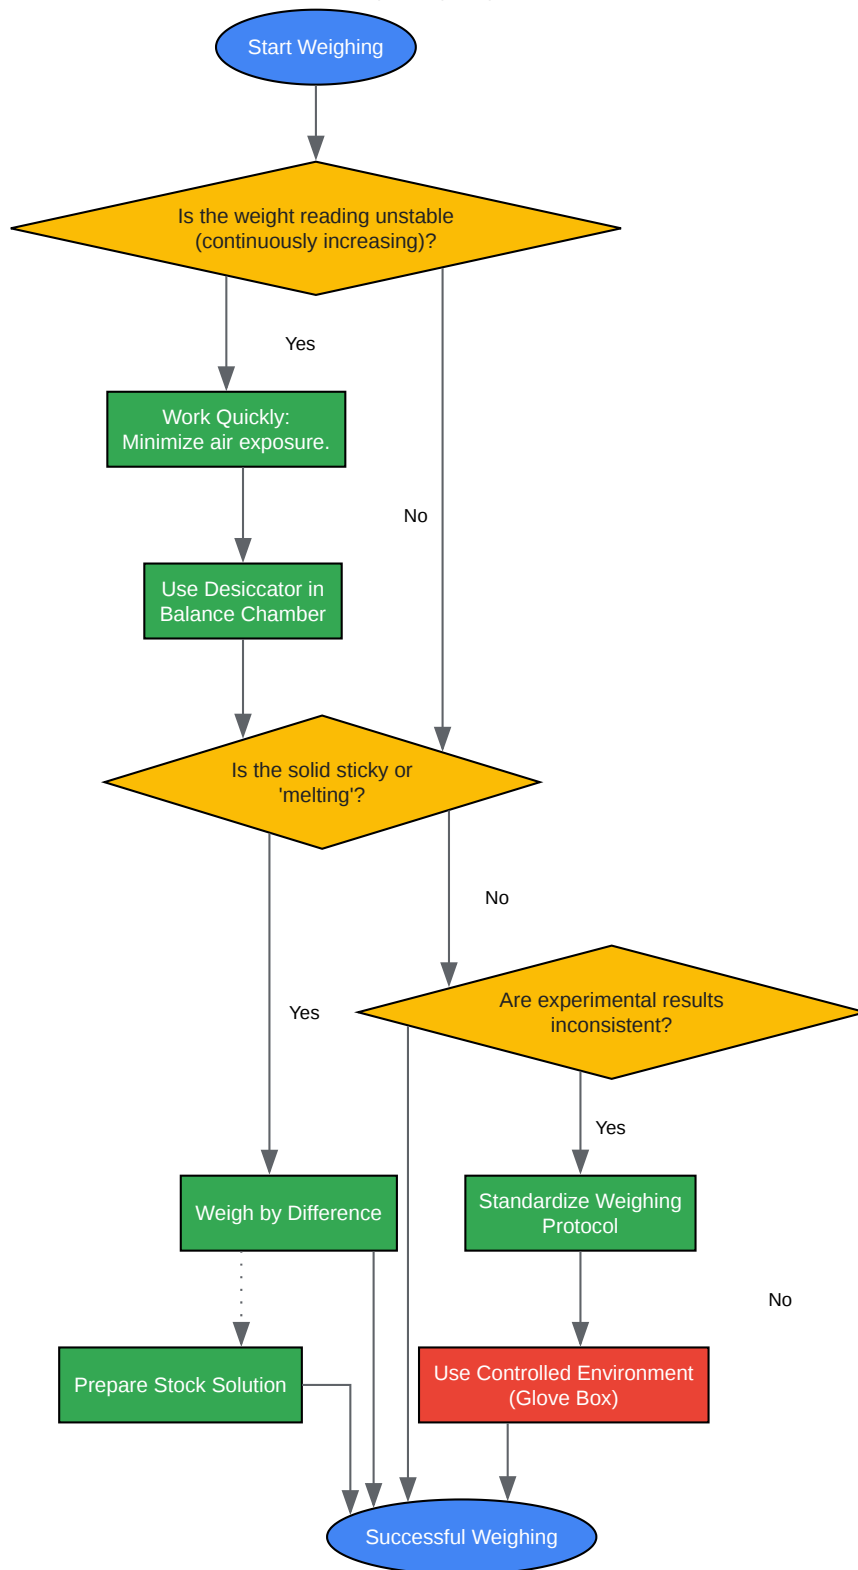 Start Weighing
Is the weight reading unstable
(continuously increasing)?
Yes
Work Quickly:
Minimize air exposure.
No
Use Desiccator in
Balance Chamber
Is the solid sticky or
'melting'?
No
Are experimental results
inconsistent?
Yes
Yes
Weigh by Difference
Standardize Weighing
Protocol
No
Prepare Stock Solution
Use Controlled Environment
(Glove Box)
Successful Weighing